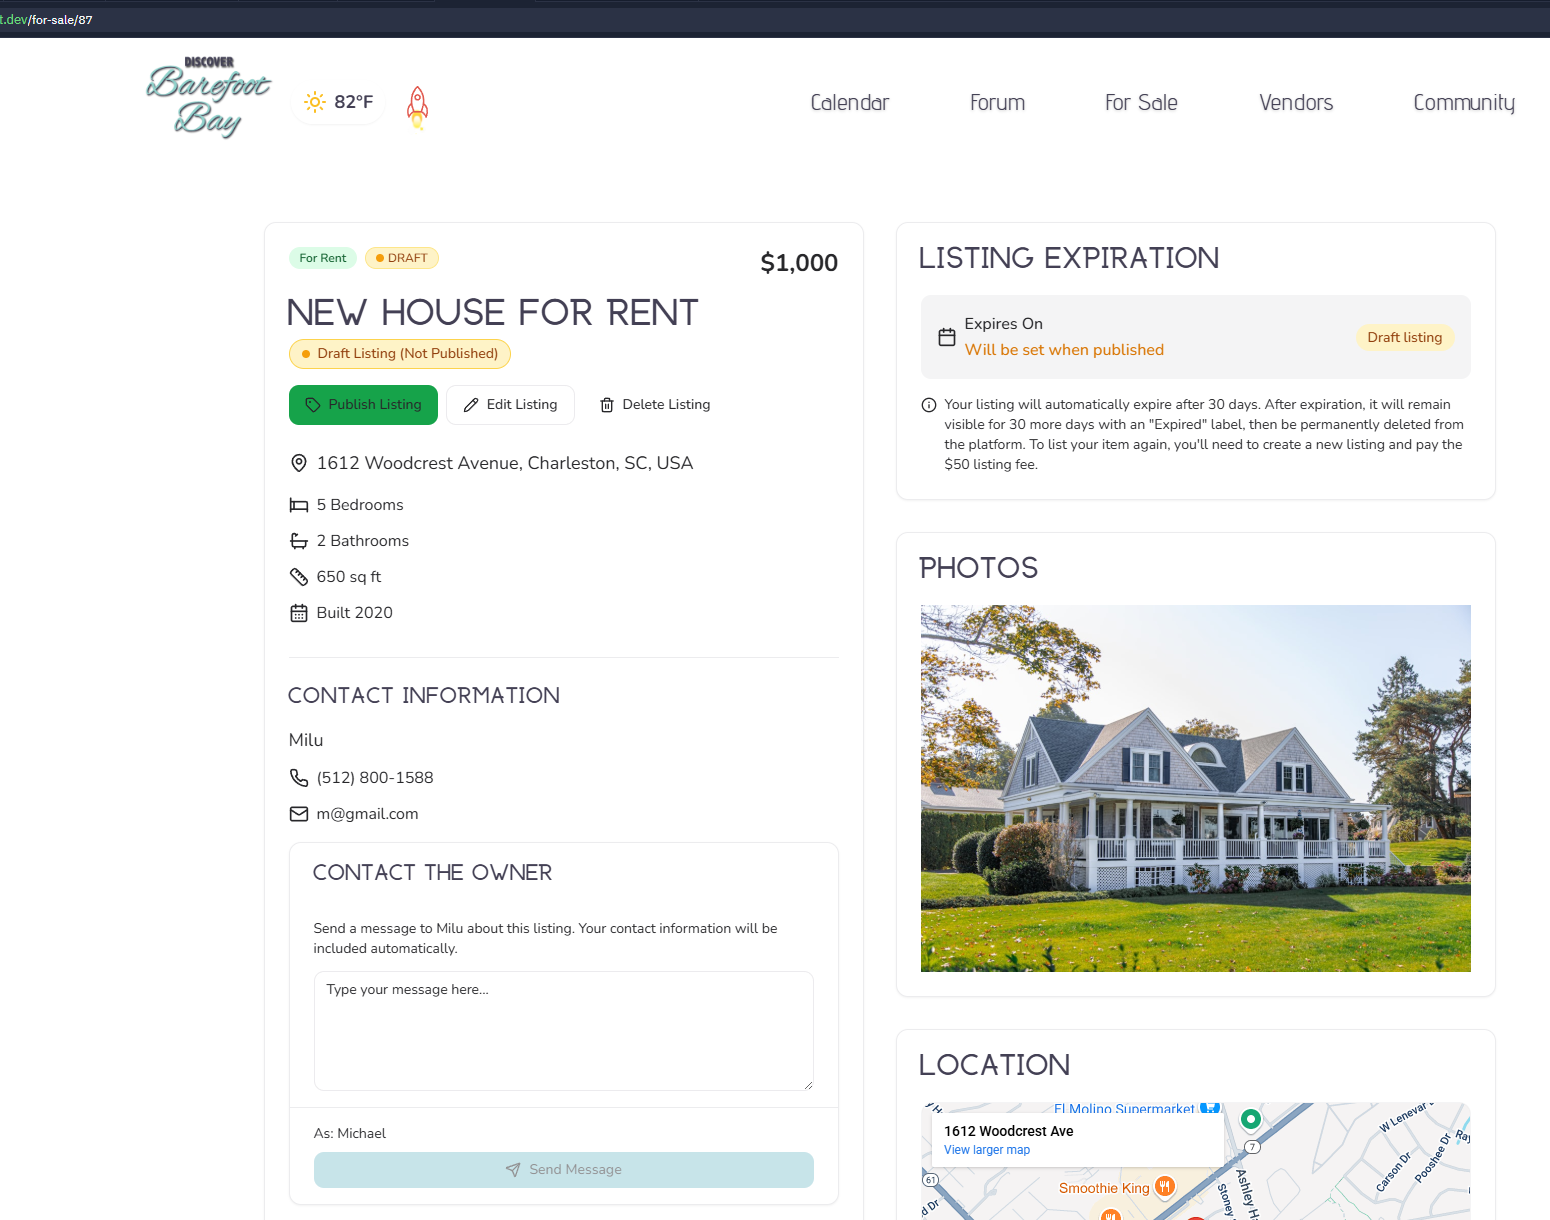 t.dev/for-sale/87
DISCOVER
Barefoot
Bay
82°F
Calendar
Forum
For Sale
Vendors
Community
For Rent
DRAFT
$1,000
NEW HOUSE FOR RENT
Draft Listing (Not Published)
Publish Listing
Edit Listing
Delete Listing
1612 Woodcrest Avenue, Charleston, SC, USA
5 Bedrooms
2 Bathrooms
650 sq ft
Built 2020
CONTACT INFORMATION
Milu
(512) 800-1588
m@gmail.com
CONTACT THE OWNER
Send a message to Milu about this listing. Your contact information will be
included automatically.
Type your message here...
As: Michael
Send Message
LISTING EXPIRATION
Expires On
Will be set when published
Draft listing
Your listing will automatically expire after 30 days. After expiration, it will remain
visible for 30 more days with an "Expired" label, then be permanently deleted from
the platform. To list your item again, you'll need to create a new listing and pay the
$50 listing fee.
PHOTOS
LOCATION
El Molino Supermarket
1612 Woodcrest Ave
View larger map
7
61
Smoothie King
Ashley H
Stoney
W Lenevar
Carson Dr
Pooshee Dr
Ray
d Dr